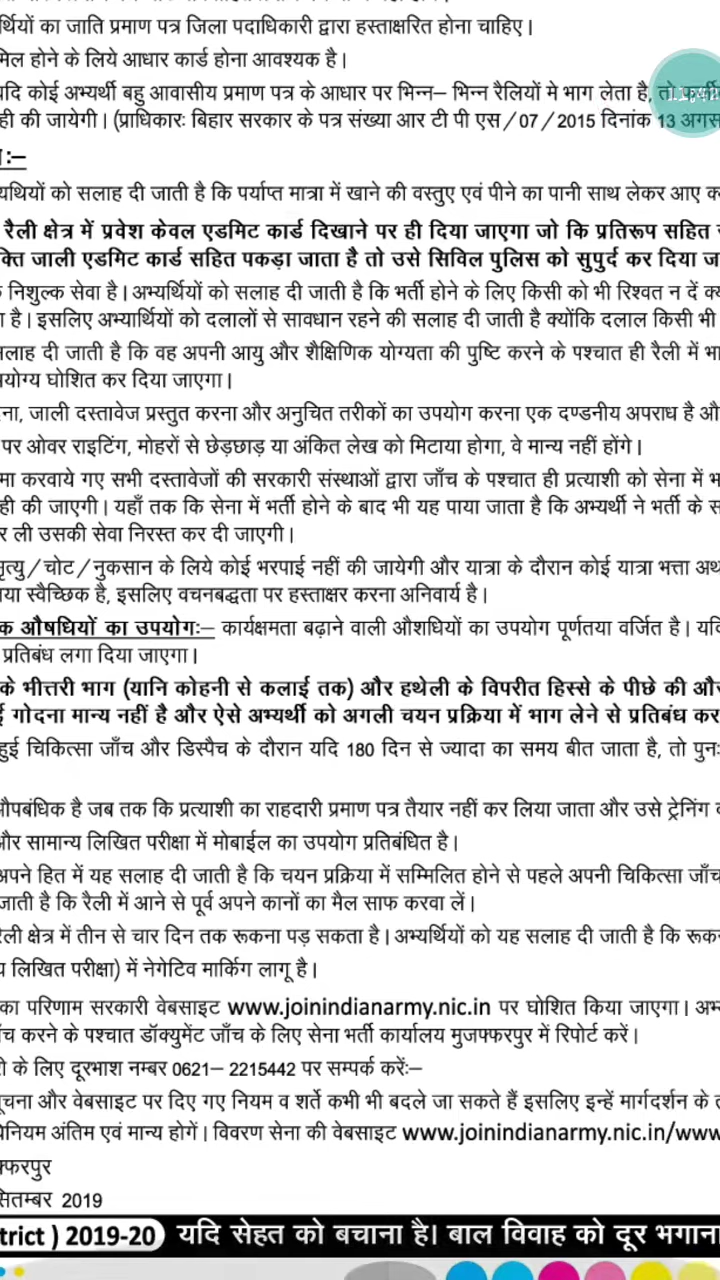 र्थियों का जाति प्रमाण पत्र जिला पदाधिकारी द्वारा हस्ताक्षरित होना चाहिए।
मिल होने के लिये आधार कार्ड होना आवश्यक है।
यदि कोई अभ्यर्थी बहु आवासीय प्रमाण पत्र के आधार पर भिन्न– भिन्न रैलियों मे भाग लेता है, तो
ही की जायेगी। (प्राधिकारः बिहार सरकार के पत्र संख्या आर टी पी एस/07/2015 दिनांक 13 अगस
:–
यथियों को सलाह दी जाती है कि पर्याप्त मात्रा में खाने की वस्तुए एवं पीने का पानी साथ लेकर आए क्
रैली क्षेत्र में प्रवेश केवल एडमिट कार्ड दिखाने पर ही दिया जाएगा जो कि प्रतिरूप सहित
क्ति जाली एडमिट कार्ड सहित पकड़ा जाता है तो उसे सिविल पुलिस को सुपुर्द कर दिया ज
निशुल्क सेवा है। अभ्यर्थियों को सलाह दी जाती है कि भर्ती होने के लिए किसी को भी रिश्वत न दें क्य
ा है। इसलिए अभ्यार्थियों को दलालों से सावधान रहने की सलाह दी जाती है क्योंकि दलाल किसी भी
लाह दी जाती है कि वह अपनी आयु और शैक्षिणिक योग्यता की पुष्टि करने के पश्चात ही रैली में भा
योग्य घोशित कर दिया जाएगा।
ना, जाली दस्तावेज प्रस्तुत करना और अनुचित तरीकों का उपयोग करना एक दण्डनीय अपराध है औ
पर ओवर राइटिंग, मोहरों से छेड़छाड़ या अंकित लेख को मिटाया होगा, वे मान्य नहीं होंगे।
मा करवाये गए सभी दस्तावेजों की सरकारी संस्थाओं द्वारा जाँच के पश्चात ही प्रत्याशी को सेना में भ
ही की जाएगी। यहाँ तक कि सेना में भर्ती होने के बाद भी यह पाया जाता है कि अभ्यर्थी ने भर्ती के स
र ली उसकी सेवा निरस्त कर दी जाएगी।
मृत्यु/चोट/नुकसान के लिये कोई भरपाई नहीं की जायेगी और यात्रा के दौरान कोई यात्रा भत्ता अथ
या स्वैच्छिक है, इसलिए वचनबद्धता पर हस्ताक्षर करना अनिवार्य है।
क औषधियों का उपयोगः– कार्यक्षमता बढ़ाने वाली औशधियों का उपयोग पूर्णतया वर्जित है। यदि
प्रतिबंध लगा दिया जाएगा।
के भीत्तरी भाग (यानि कोहनी से कलाई तक) और हथेली के विपरीत हिस्से के पीछे की और
ई गोदना मान्य नहीं है और ऐसे अभ्यर्थी को अगली चयन प्रक्रिया में भाग लेने से प्रतिबंध कर
हुई चिकित्सा जाँच और डिस्पैच के दौरान यदि 180 दिन से ज्यादा का समय बीत जाता है, तो पुनः
औपबंधिक है जब तक कि प्रत्याशी का राहदारी प्रमाण पत्र तैयार नहीं कर लिया जाता और उसे ट्रेनिंग
और सामान्य लिखित परीक्षा में मोबाईल का उपयोग प्रतिबंधित है।
अपने हित में यह सलाह दी जाती है कि चयन प्रक्रिया में सम्मिलित होने से पहले अपनी चिकित्सा जाँच
जाती है कि रैली में आने से पूर्व अपने कानों का मैल साफ करवा लें।
रैली क्षेत्र में तीन से चार दिन तक रूकना पड़ सकता है। अभ्यर्थियों को यह सलाह दी जाती है कि रूक
लिखित परीक्षा) में नेगेटिव मार्किग लागू है।
का परिणाम सरकारी वेबसाइट www.joinindianarmy.nic.in पर घोशित किया जाएगा। अभ्
ँच करने के पश्चात डॉक्युमेंट जाँच के लिए सेना भर्ती कार्यालय मुजफ्फरपुर में रिपोर्ट करें।
ी के लिए दूरभाश नम्बर 0621– 2215442 पर सम्पर्क करेंः–
ूचना और वेबसाइट पर दिए गए नियम व शर्ते कभी भी बदले जा सकते हैं इसलिए इन्हें मार्गदर्शन के
विनियम अंतिम एवं मान्य होगें। विवरण सेना की वेबसाइट www.joinindianarmy.nic.in/www
फ्फरपुर
सितम्बर 2019
trict ) 2019-20 यदि सेहत को बचाना है। बाल विवाह को दूर भगाना